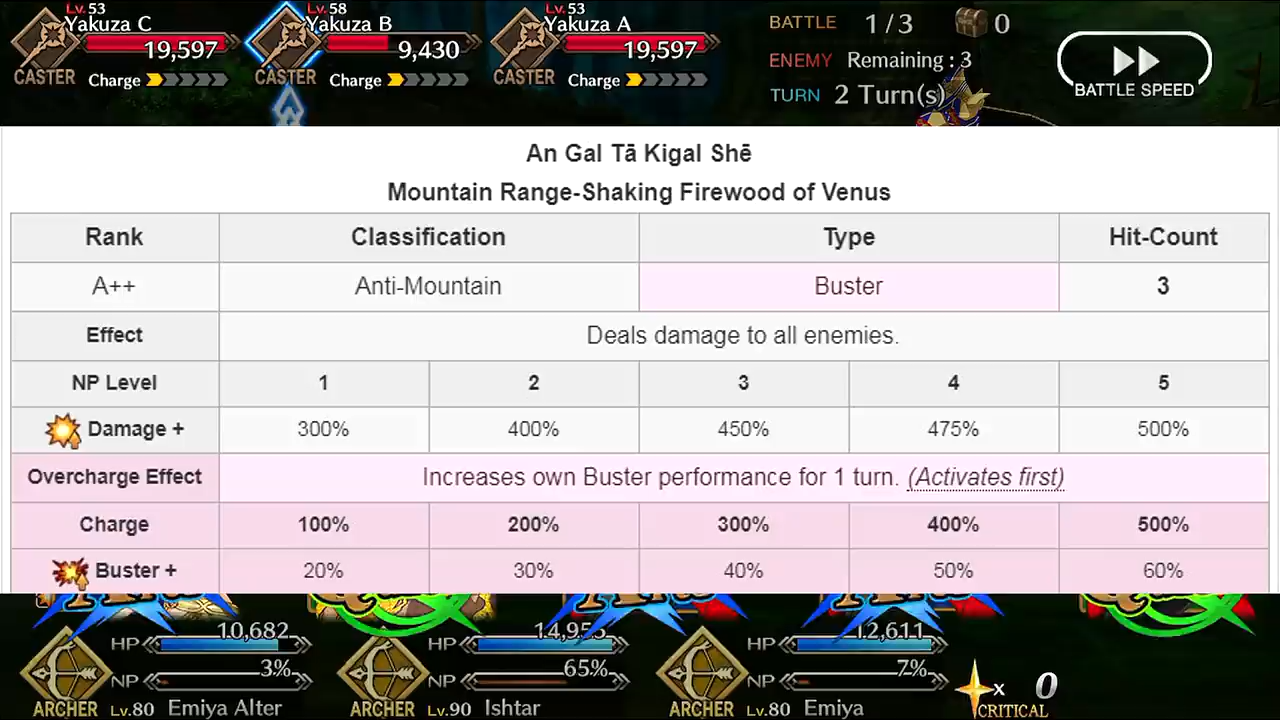 Lv.53 Lv.58 Lv.53
Yakuza C Yakuza B Yakuza A
19,597 9,430 19,597
CASTER Charge CASTER Charge CASTER Charge
BATTLE 1/3 0
ENEMY Remaining : 3
TURN 2 Turn(s)
BATTLE SPEED
An Gal Tā Kigal Shē
Mountain Range-Shaking Firewood of Venus
Rank Classification Type Hit-Count
A++ Anti-Mountain Buster 3
Effect Deals damage to all enemies.
NP Level 1 2 3 4 5
Damage + 300% 400% 450% 475% 500%
Overcharge Effect Increases own Buster performance for 1 turn. (Activates first)
Charge 100% 200% 300% 400% 500%
Buster + 20% 30% 40% 50% 60%
HP 10,682 HP 14,953 HP 12,611
NP 3% NP 65% NP 7%
ARCHER Lv.80 Emiya Alter ARCHER Lv.90 Ishtar ARCHER Lv.80 Emiya
x 0
CRITICAL